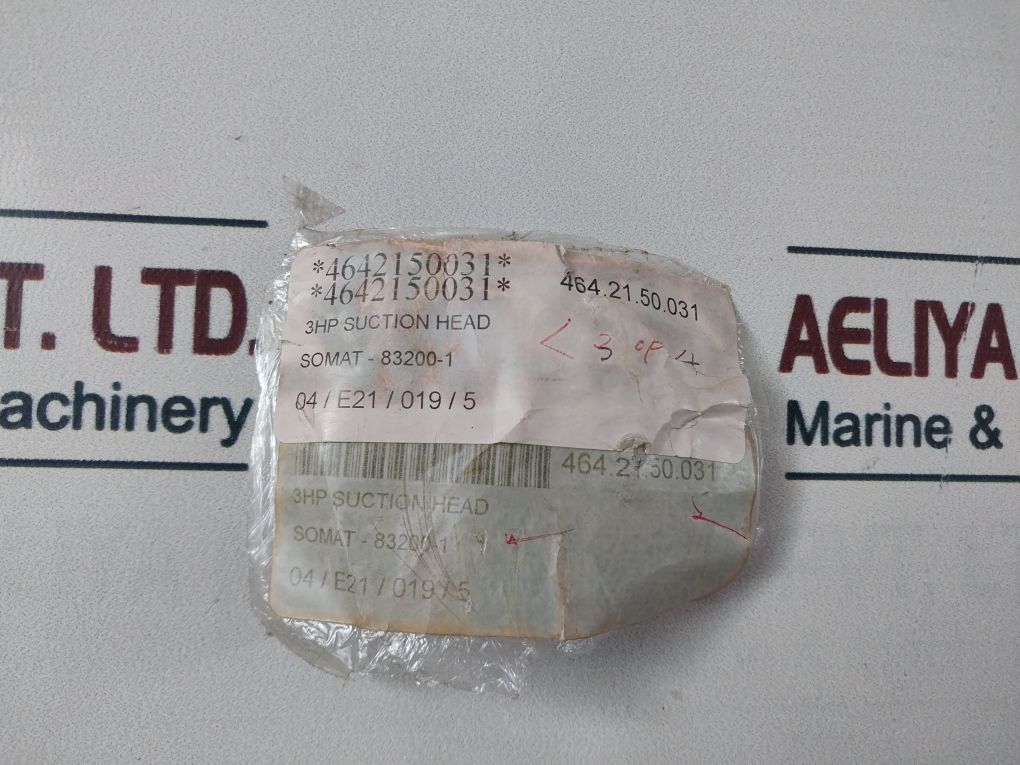 T. LTD.
achinery
AELIYA
Marine &
*4642150031*
*4642150031*
464.21.50.031
3HP SUCTION HEAD
SOMAT - 83200-1
04 / E21 / 019 / 5
464.21.50.031
3HP SUCTION HEAD
SOMAT - 83200-1
04 / E21 / 019 / 5